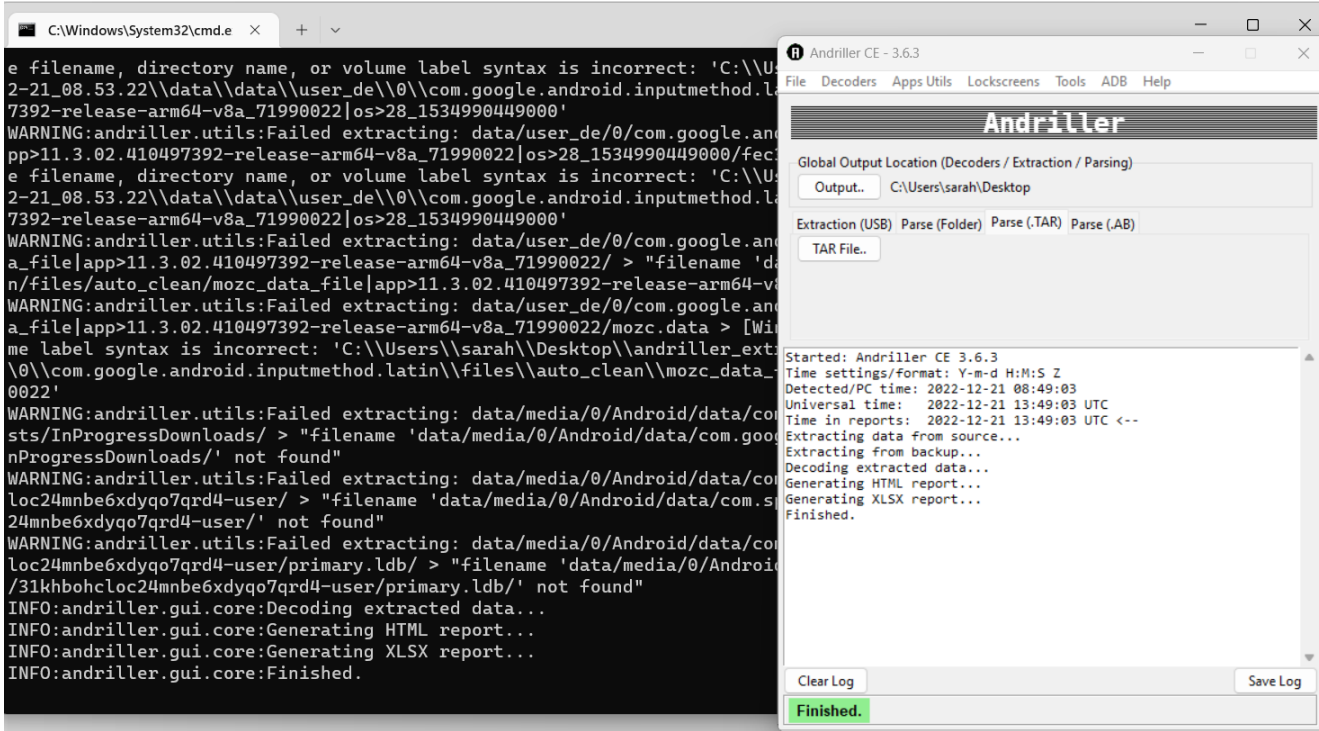 C:\Windows\System32\cmd.e
e filename, directory name, or volume label syntax is incorrect: 'C:\\Us
2-21_08.53.22\\data\\data\\user_de\\0\\com.google.android.inputmethod.la
7392-release-arm64-v8a_71990022|os>28_1534990449000'
WARNING:andriller.utils:Failed extracting: data/user_de/0/com.google.and
pp>11.3.02.410497392-release-arm64-v8a_71990022|os>28_1534990449000/fec
e filename, directory name, or volume label syntax is incorrect: 'C:\\Us
2-21_08.53.22\\data\\data\\user_de\\0\\com.google.android.inputmethod.la
7392-release-arm64-v8a_71990022|os>28_1534990449000'
WARNING:andriller.utils:Failed extracting: data/user_de/0/com.google.and
a_file|app>11.3.02.410497392-release-arm64-v8a_71990022/ > "filename 'da
n/files/auto_clean/mozc_data_file|app>11.3.02.410497392-release-arm64-v8
WARNING:andriller.utils:Failed extracting: data/user_de/0/com.google.and
a_file|app>11.3.02.410497392-release-arm64-v8a_71990022/mozc.data > [Win
me label syntax is incorrect: 'C:\\Users\\sarah\\Desktop\\andriller_ext
\0\\com.google.android.inputmethod.latin\\files\\auto_clean\\mozc_data_
0022'
WARNING:andriller.utils:Failed extracting: data/media/0/Android/data/com
sts/InProgressDownloads/ > "filename 'data/media/0/Android/data/com.goog
nProgressDownloads/' not found"
WARNING:andriller.utils:Failed extracting: data/media/0/Android/data/com
loc24mnbe6xdyqo7qrd4-user/ > "filename 'data/media/0/Android/data/com.sp
24mnbe6xdyqo7qrd4-user/' not found"
WARNING:andriller.utils:Failed extracting: data/media/0/Android/data/com
loc24mnbe6xdyqo7qrd4-user/primary.ldb/ > "filename 'data/media/0/Android
/31khbohcloc24mnbe6xdyqo7qrd4-user/primary.ldb/' not found"
INFO:andriller.gui.core:Decoding extracted data...
INFO:andriller.gui.core:Generating HTML report...
INFO:andriller.gui.core:Generating XLSX report...
INFO:andriller.gui.core:Finished.
Andriller CE - 3.6.3
File Decoders Apps Utils Lockscreens Tools ADB Help
Andriller
Global Output Location (Decoders / Extraction / Parsing)
Output.. C:\Users\sarah\Desktop
Extraction (USB) Parse (Folder) Parse (.TAR) Parse (.AB)
TAR File..
Started: Andriller CE 3.6.3
Time settings/format: Y-m-d H:M:S Z
Detected/PC time: 2022-12-21 08:49:03
Universal time: 2022-12-21 13:49:03 UTC
Time in reports: 2022-12-21 13:49:03 UTC <--
Extracting data from source...
Extracting from backup...
Decoding extracted data...
Generating HTML report...
Generating XLSX report...
Finished.
Clear Log Save Log
Finished.